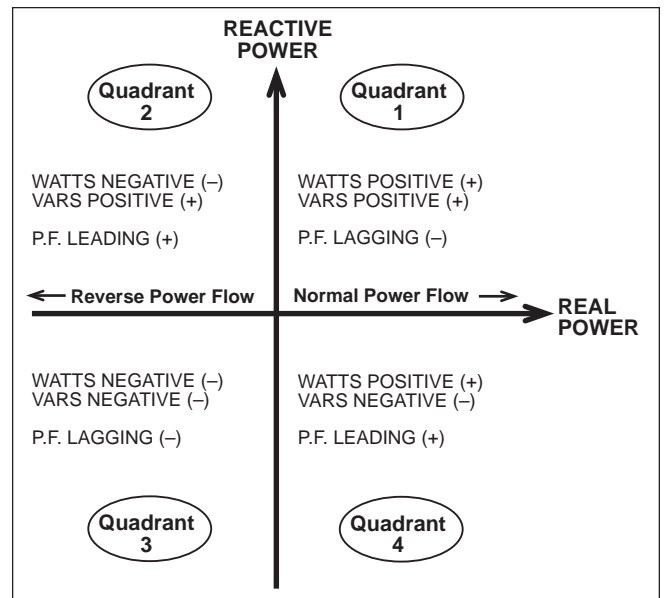 REACTIVE
POWER
Quadrant
2
Quadrant
1
WATTS NEGATIVE (–)
VARS POSITIVE (+)
P.F. LEADING (+)
WATTS POSITIVE (+)
VARS POSITIVE (+)
P.F. LAGGING (–)
Reverse Power Flow
Normal Power Flow
REAL
POWER
WATTS NEGATIVE (–)
VARS NEGATIVE (–)
P.F. LAGGING (–)
WATTS POSITIVE (+)
VARS NEGATIVE (–)
P.F. LEADING (+)
Quadrant
3
Quadrant
4